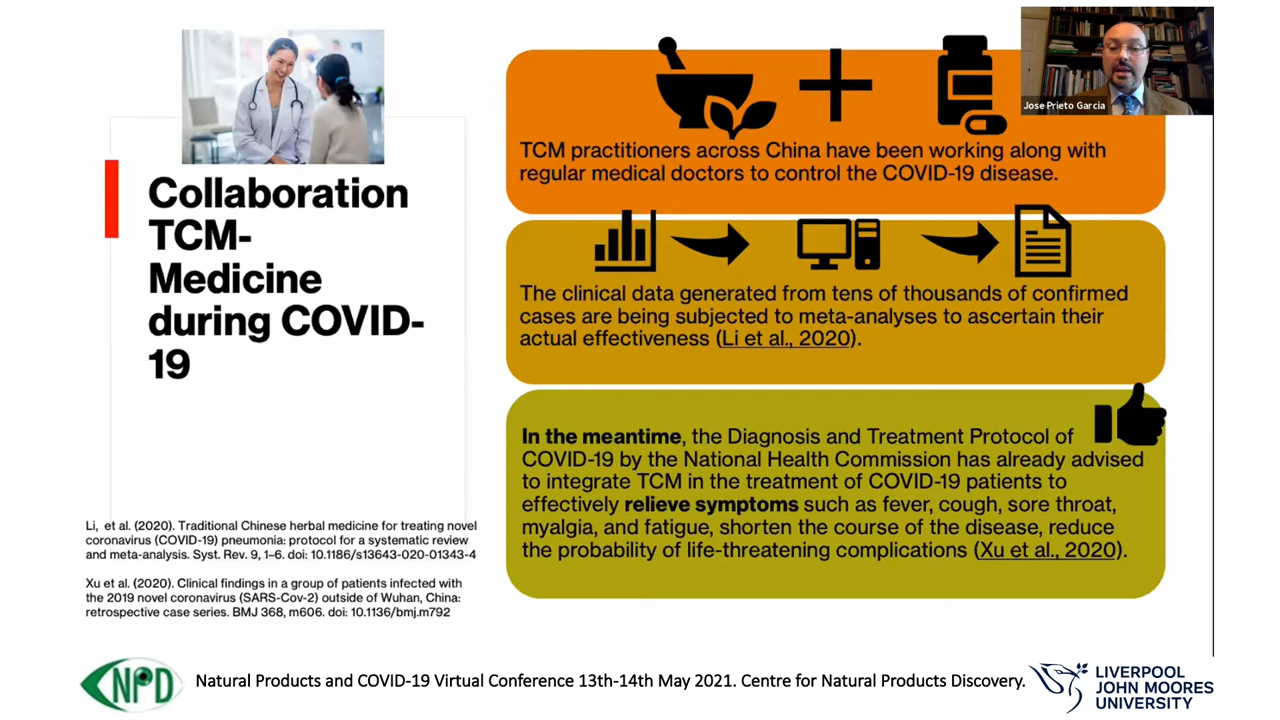 Jose Prieto Garcia
Collaboration
TCM-
Medicine
during COVID-
19
TCM practitioners across China have been working along with
regular medical doctors to control the COVID-19 disease.
The clinical data generated from tens of thousands of confirmed
cases are being subjected to meta-analyses to ascertain their
actual effectiveness (Li et al., 2020).
In the meantime, the Diagnosis and Treatment Protocol of
COVID-19 by the National Health Commission has already advised
to integrate TCM in the treatment of COVID-19 patients to
effectively relieve symptoms such as fever, cough, sore throat,
myalgia, and fatigue, shorten the course of the disease, reduce
the probability of life-threatening complications (Xu et al., 2020).
Li, et al. (2020). Traditional Chinese herbal medicine for treating novel
coronavirus (COVID-19) pneumonia: protocol for a systematic review
and meta-analysis. Syst. Rev. 9, 1–6. doi: 10.1186/s13643-020-01343-4
Xu et al. (2020). Clinical findings in a group of patients infected with
the 2019 novel coronavirus (SARS-Cov-2) outside of Wuhan, China:
retrospective case series. BMJ 368, m606. doi: 10.1136/bmj.m792
NPD
Natural Products and COVID-19 Virtual Conference 13th-14th May 2021. Centre for Natural Products Discovery.
LIVERPOOL
JOHN MOORES
UNIVERSITY